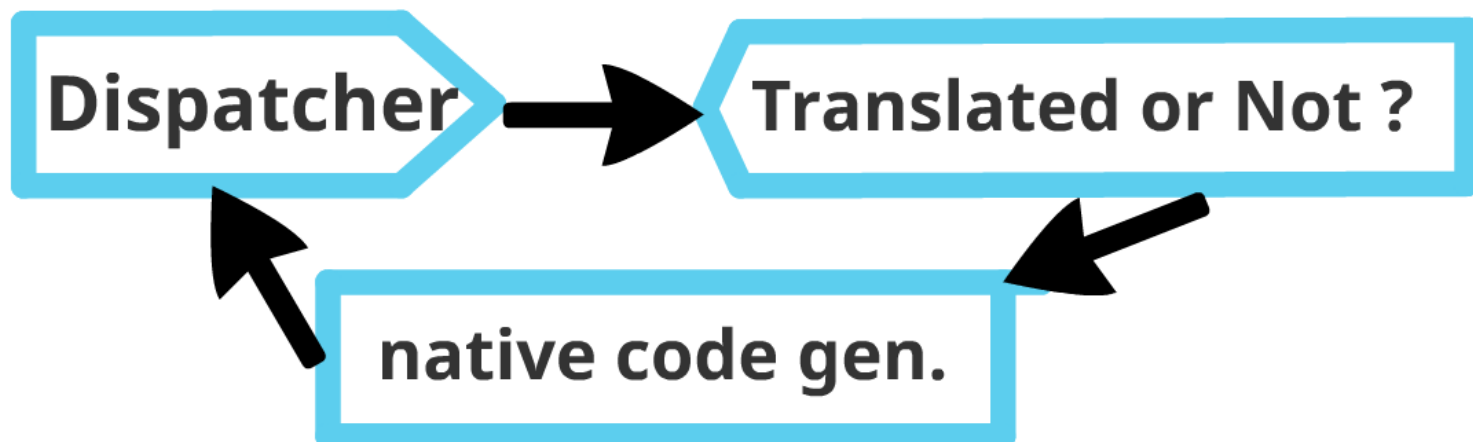 Dispatcher
Translated or Not ?
native code gen.